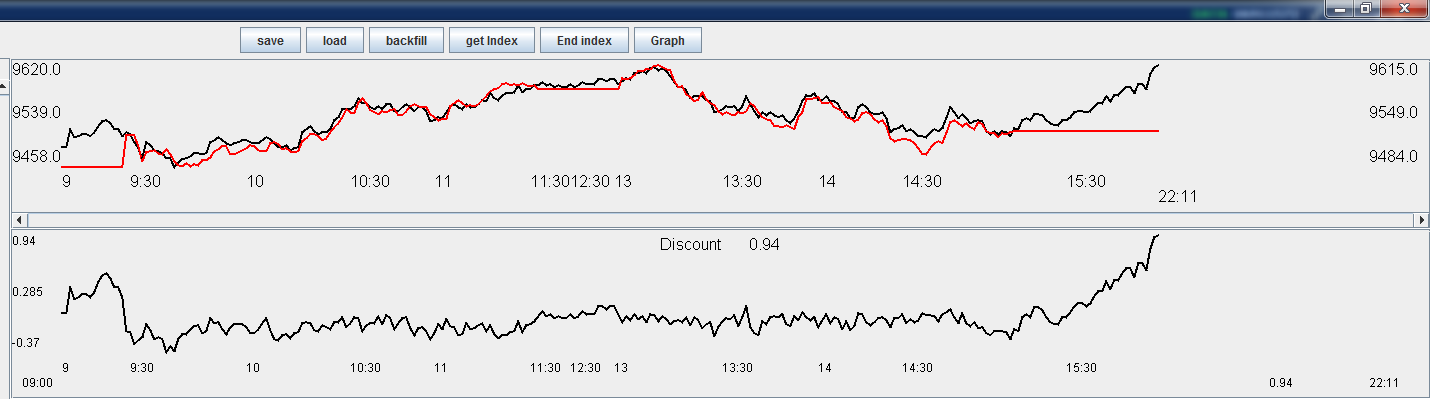 save load backfill get Index End index Graph
9620.0 9615.0
9539.0 9549.0
9458.0 9484.0
9 9:30 10 10:30 11 11:30 12:30 13 13:30 14 14:30 15:30
22:11
0.94 Discount 0.94
0.285
-0.37
9 9:30 10 10:30 11 11:30 12:30 13 13:30 14 14:30 15:30
09:00 0.94 22:11